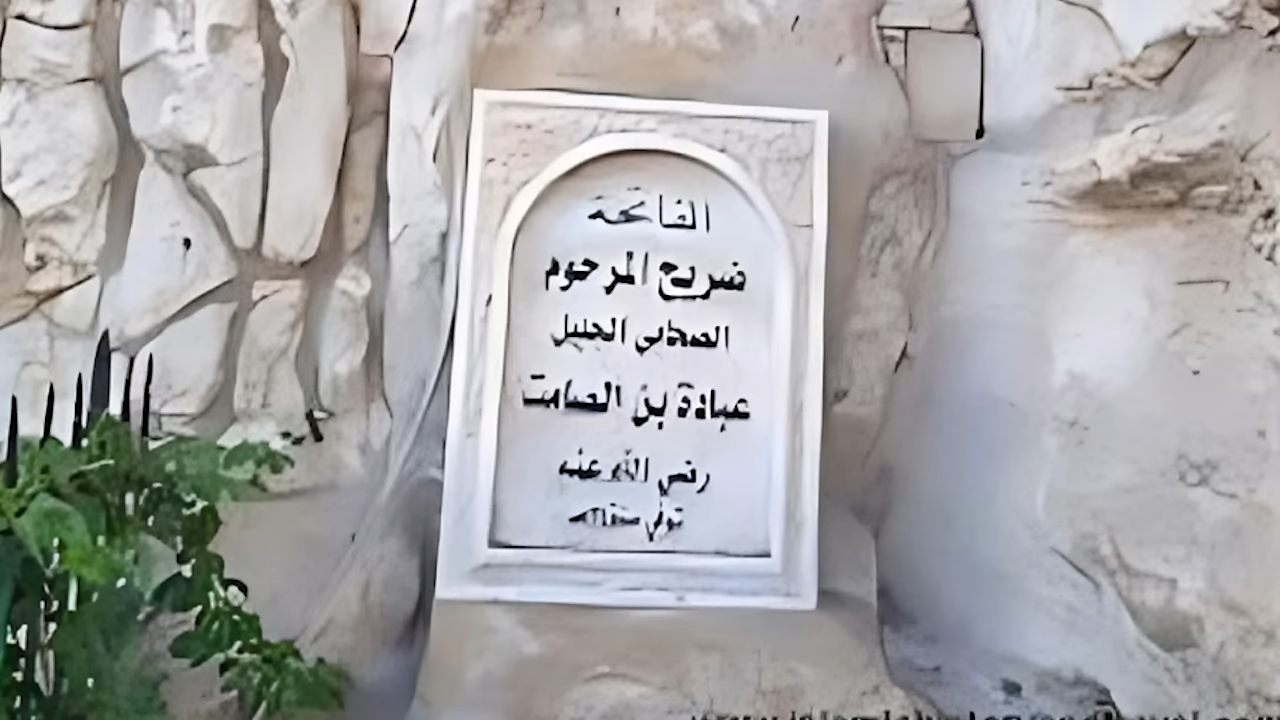 الفاتحة
ضريح المرحوم
الصحابي الجليل
عبادة بن الصامت
رضي الله عنه
توفي سنة